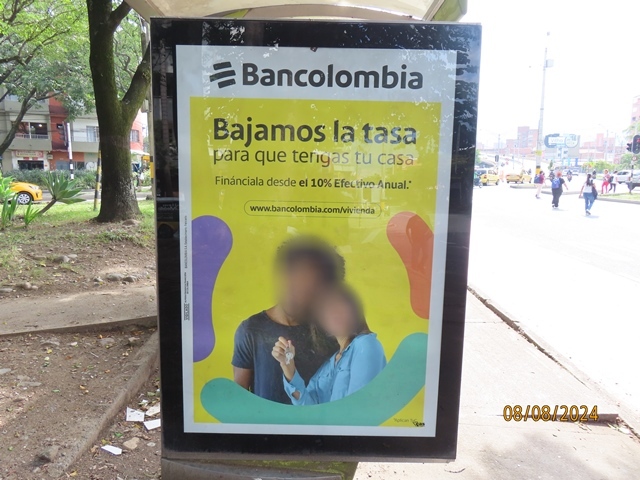 Bancolombia
Bajamos la tasa
para que tengas tu casa
Fináncíala desde el 10% Efectivo Anual.*
www.bancolombia.com/vivienda
08/08/2024